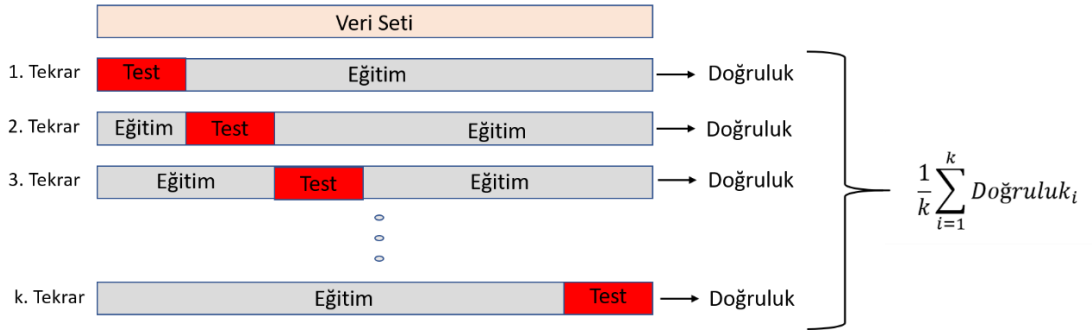 Veri Seti
1. Tekrar Test Eğitim Doğruluk
2. Tekrar Eğitim Test Eğitim Doğruluk
3. Tekrar Eğitim Test Eğitim Doğruluk
k. Tekrar Eğitim Test Doğruluk
1/k ∑_{i=1}^{k} Doğruluk_i